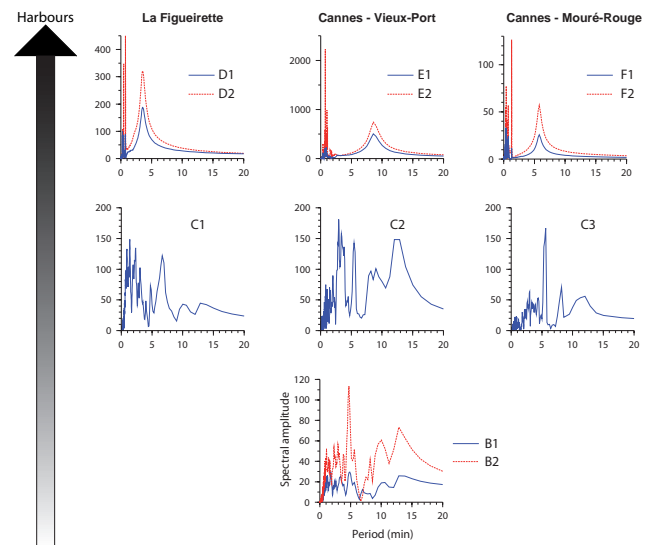 Harbours
La Figueirette
Cannes - Vieux-Port
Cannes - Mouré-Rouge
400
300
200
100
0
0 5 10 15 20
D1
D2
2000
1000
0
0 5 10 15 20
E1
E2
100
50
0
0 5 10 15 20
F1
F2
C1
200
150
100
50
0
0 5 10 15 20
C2
200
150
100
50
0
0 5 10 15 20
C3
200
150
100
50
0
0 5 10 15 20
Spectral amplitude
120
100
80
60
40
20
0
0 5 10 15 20
Period (min)
B1
B2